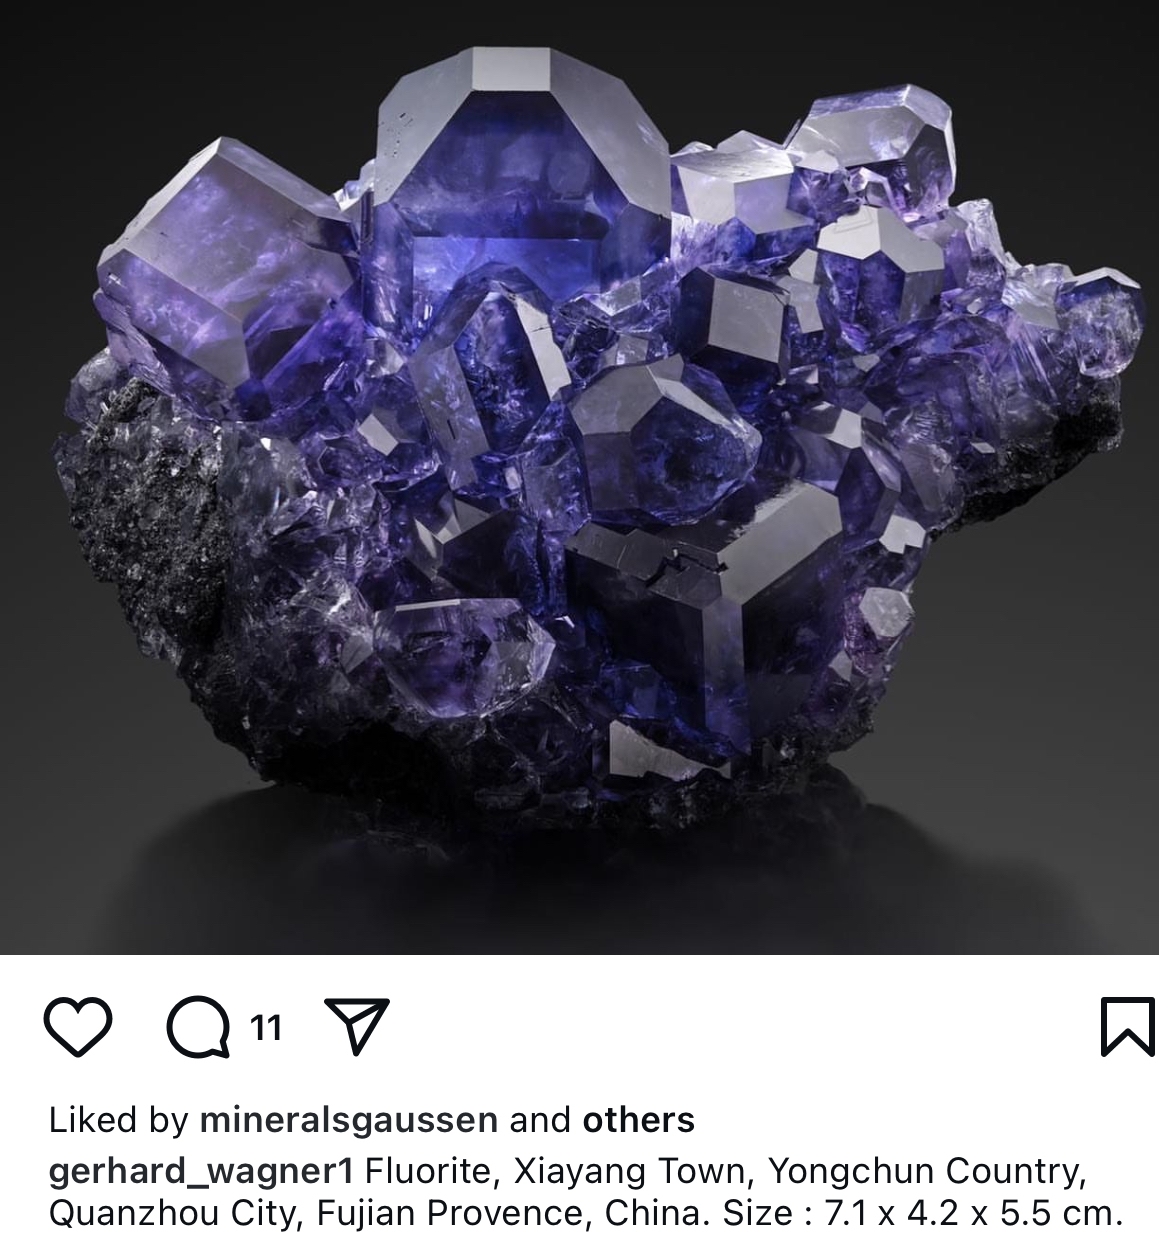 11
Liked by mineralsgaussen and others
gerhard_wagner1 Fluorite, Xiayang Town, Yongchun Country,
Quanzhou City, Fujian Provence, China. Size : 7.1 x 4.2 x 5.5 cm.